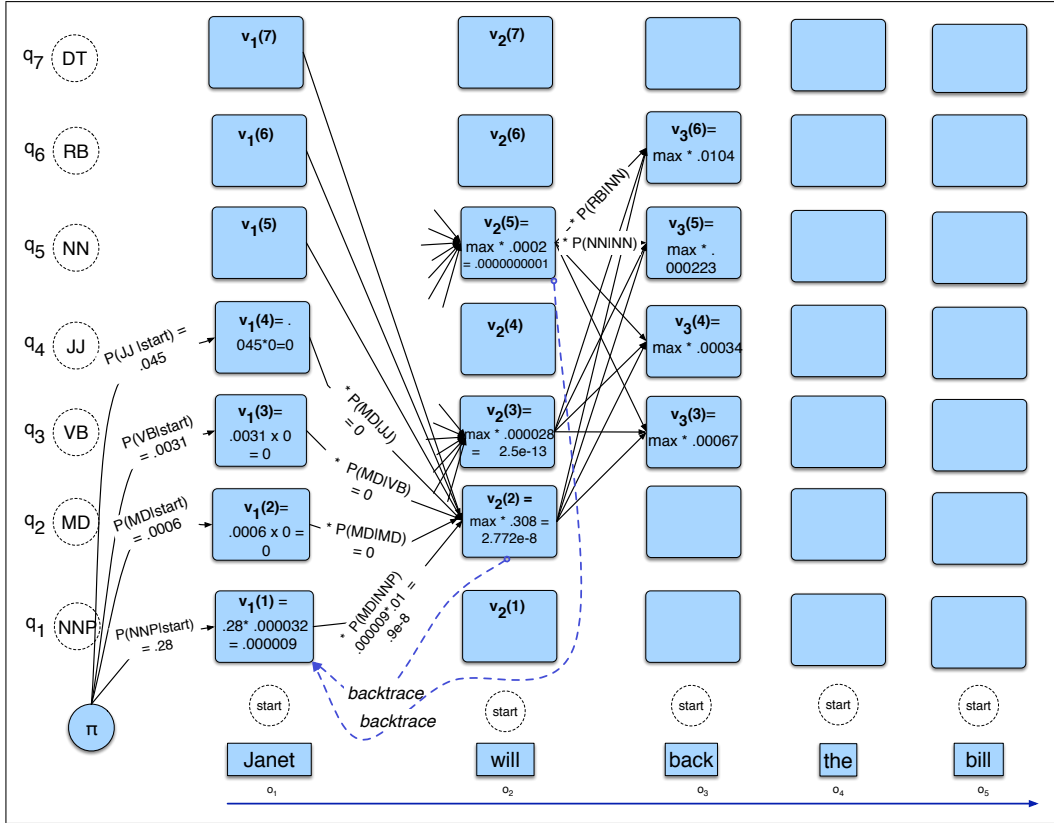 q7 DT
v1(7)
v2(7)
q6 RB
v1(6)
v2(6)
v3(6)=
max * .0104
* P(RB|NN)
q5 NN
v1(5)
v2(5)=
max * .0002
= .0000000001
* P(NN|NN)
v3(5)=
max * .
000223
q4 JJ
P(JJ |start) =
.045
v1(4)= .
045*0=0
v2(4)
v3(4)=
max * .00034
* P(MD|JJ)
= 0
q3 VB
P(VB|start)
= .0031
v1(3)=
.0031 x 0
= 0
* P(MD|VB)
= 0
v2(3)=
max * .000028
= 2.5e-13
v3(3)=
max * .00067
q2 MD
P(MD|start)
= .0006
v1(2)=
.0006 x 0 =
0
* P(MD|MD)
= 0
v2(2) =
max * .308 =
2.772e-8
q1 NNP
P(NNP|start)
= .28
v1(1) =
.28* .000032
= .000009
* P(MD|NNP)
.000009*.01 =
.9e-8
v2(1)
backtrace
backtrace
π
start
start
start
start
start
Janet
will
back
the
bill
o1
o2
o3
o4
o5